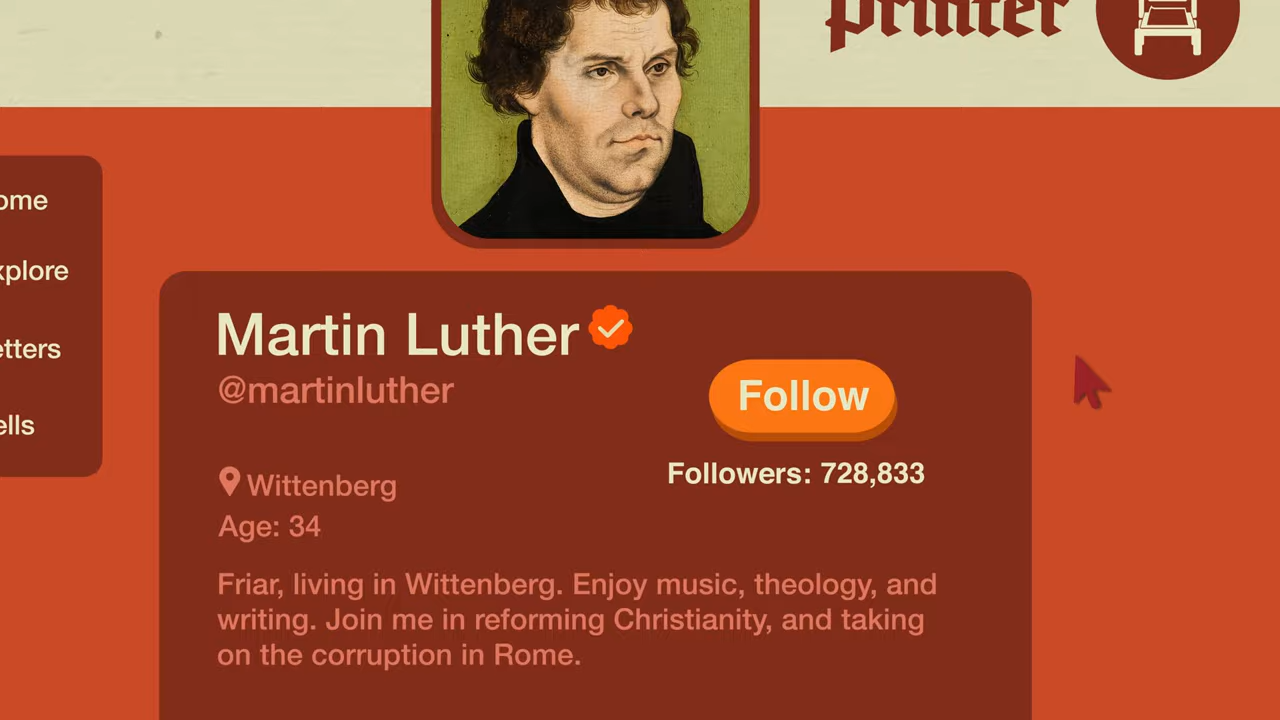 printer
ome
xplore
etters
ells
Martin Luther
@martinluther
Follow
Followers: 728,833
Wittenberg
Age: 34
Friar, living in Wittenberg. Enjoy music, theology, and
writing. Join me in reforming Christianity, and taking
on the corruption in Rome.